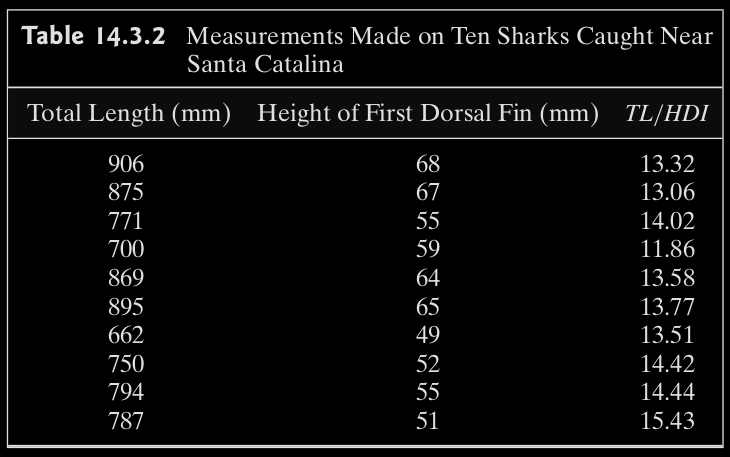 Table 14.3.2 Measurements Made on Ten Sharks Caught Near
Santa Catalina
Total Length (mm) Height of First Dorsal Fin (mm) TL/HDI
906 68 13.32
875 67 13.06
771 55 14.02
700 59 11.86
869 64 13.58
895 65 13.77
662 49 13.51
750 52 14.42
794 55 14.44
787 51 15.43